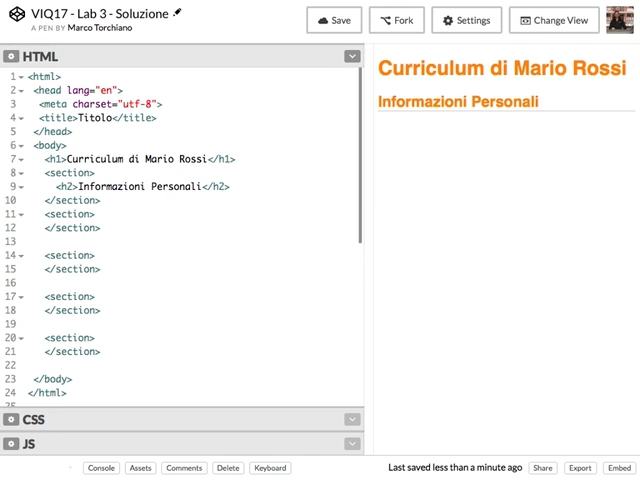 VIQ17 - Lab 3 - Soluzione
A PEN BY Marco Torchiano
Save
Fork
Settings
Change View
HTML
1 <html>
2 <head lang="en">
3 <meta charset="utf-8">
4 <title>Titolo</title>
5 </head>
6 <body>
7 <h1>Curriculum di Mario Rossi</h1>
8 <section>
9 <h2>Informazioni Personali</h2>
10 </section>
11 <section>
12 </section>
13
14 <section>
15 </section>
16
17 <section>
18 </section>
19
20 <section>
21 </section>
22
23 </body>
24 </html>
25
Curriculum di Mario Rossi
Informazioni Personali
CSS
JS
Console
Assets
Comments
Delete
Keyboard
Last saved less than a minute ago
Share
Export
Embed